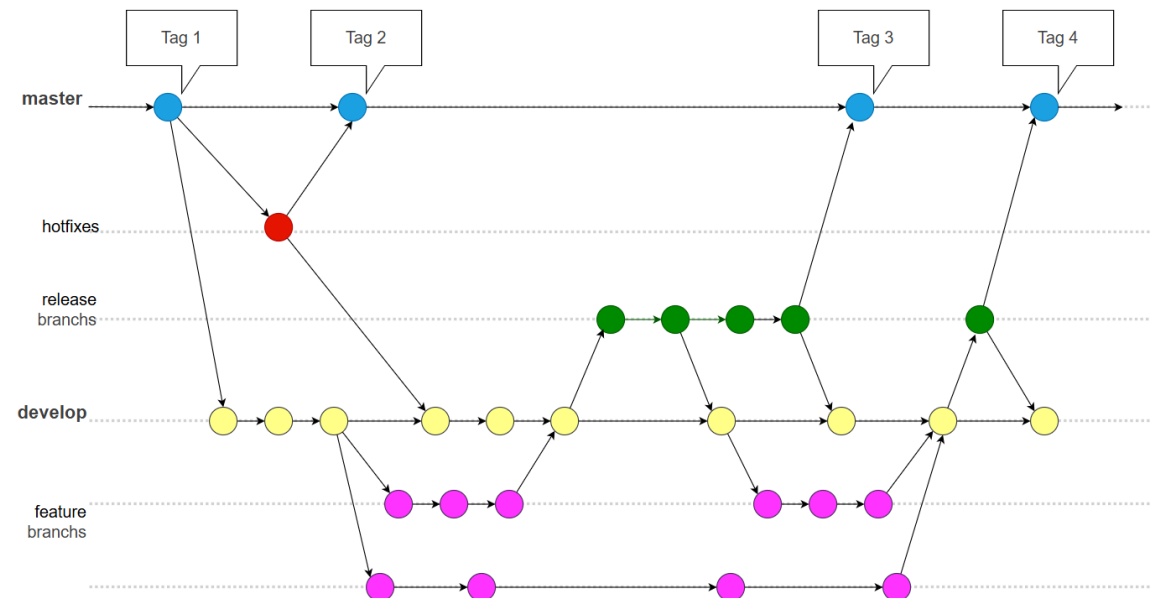 Tag 1
Tag 2
Tag 3
Tag 4
master
hotfixes
release
branchs
develop
feature
branchs